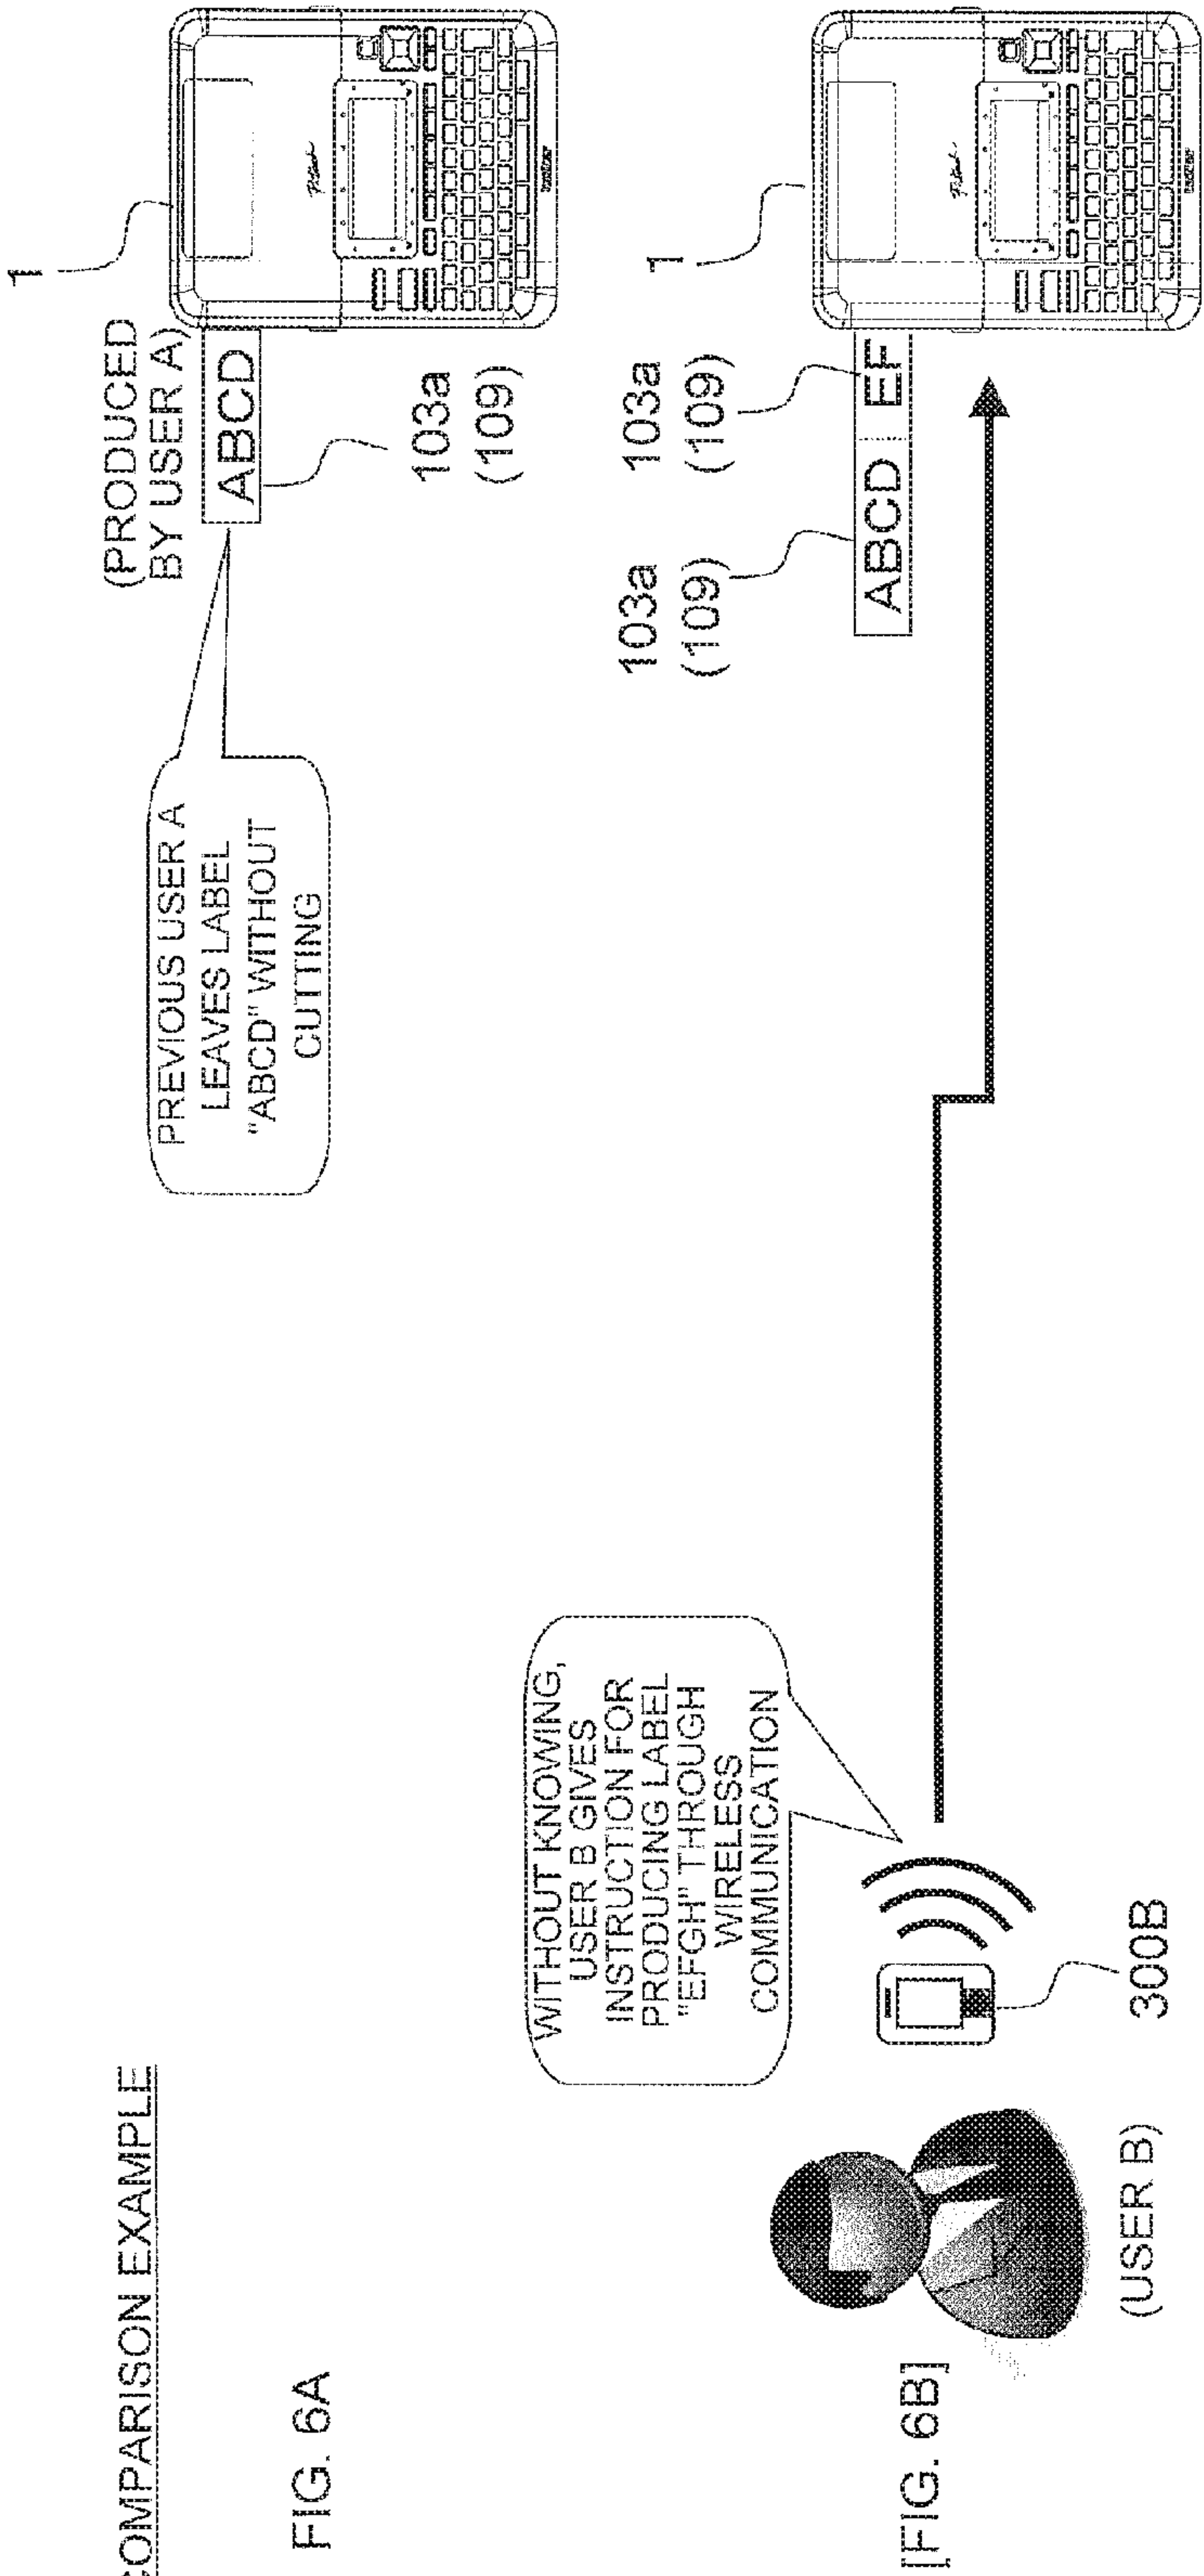 COMPARISON EXAMPLE
FIG. 6A
PREVIOUS USER A
LEAVES LABEL
"ABCD" WITHOUT
CUTTING
(PRODUCED
BY USER A)
ABCD
1
103a
(109)
[FIG. 6B]
(USER B)
WITHOUT KNOWING,
USER B GIVES
INSTRUCTION FOR
PRODUCING LABEL
"EFGH" THROUGH
WIRELESS
COMMUNICATION
300B
103a
(109)
103a
(109)
ABCD EF
1